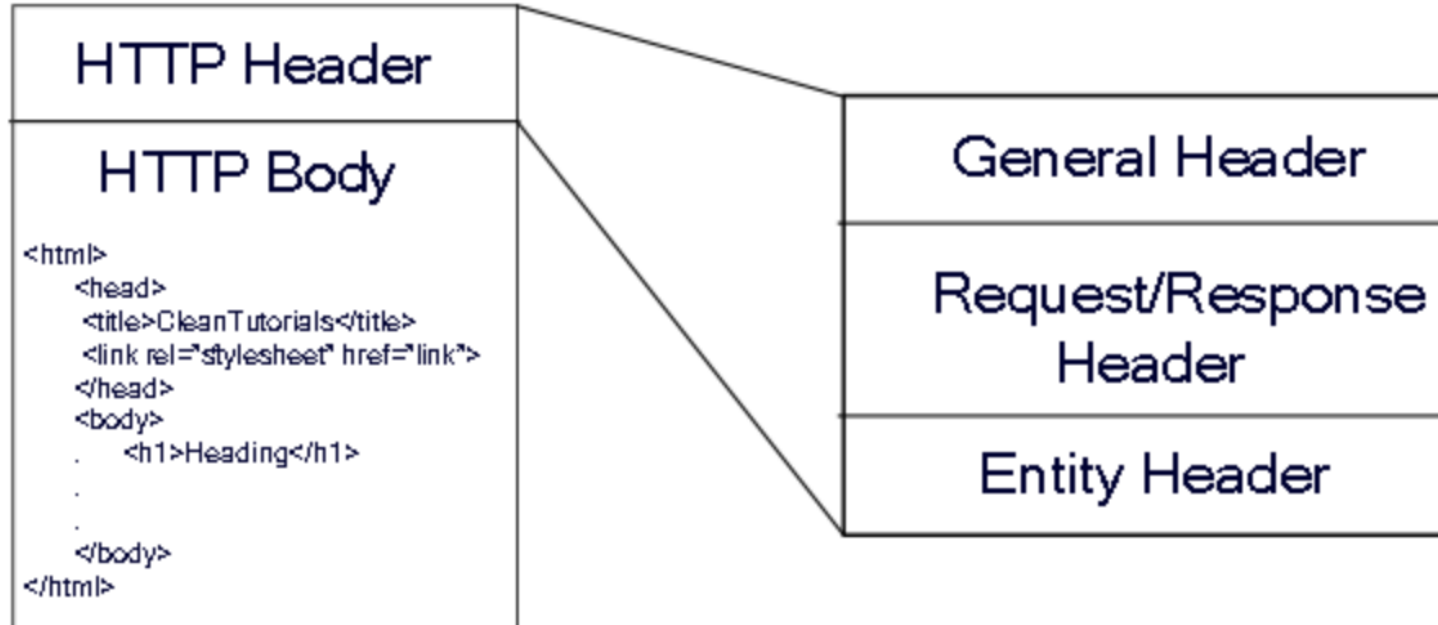 HTTP Header
HTTP Body
<html>
<head>
<title>CleanTutorials</title>
<link rel="stylesheet" href="link">
</head>
<body>
. <h1>Heading</h1>
.
.
</body>
</html>
General Header
Request/Response
Header
Entity Header